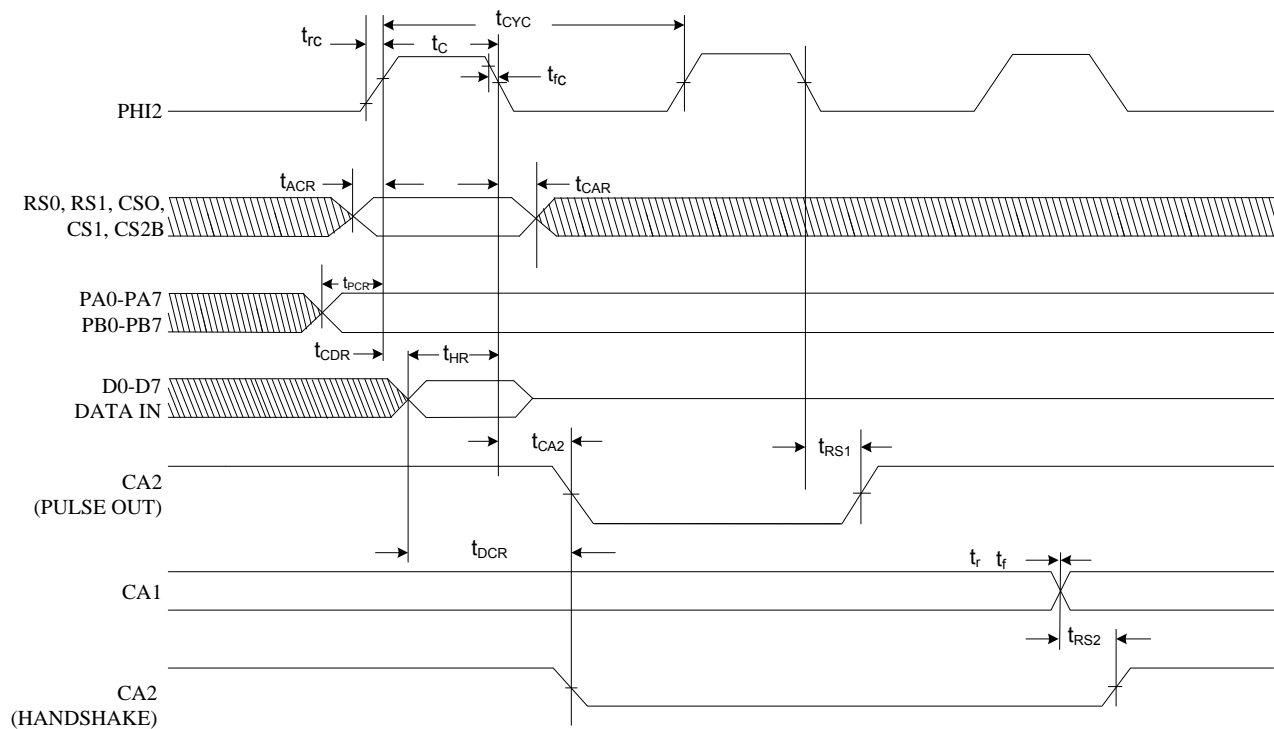 tCYC
trc
tC
tfc
PHI2
tACR
tCAR
RS0, RS1, CSO,
CS1, CS2B
tPCR
PA0-PA7
PB0-PB7
tCDR
tHR
D0-D7
DATA IN
tCA2
tRS1
CA2
(PULSE OUT)
tDCR
tr tf
CA1
tRS2
CA2
(HANDSHAKE)